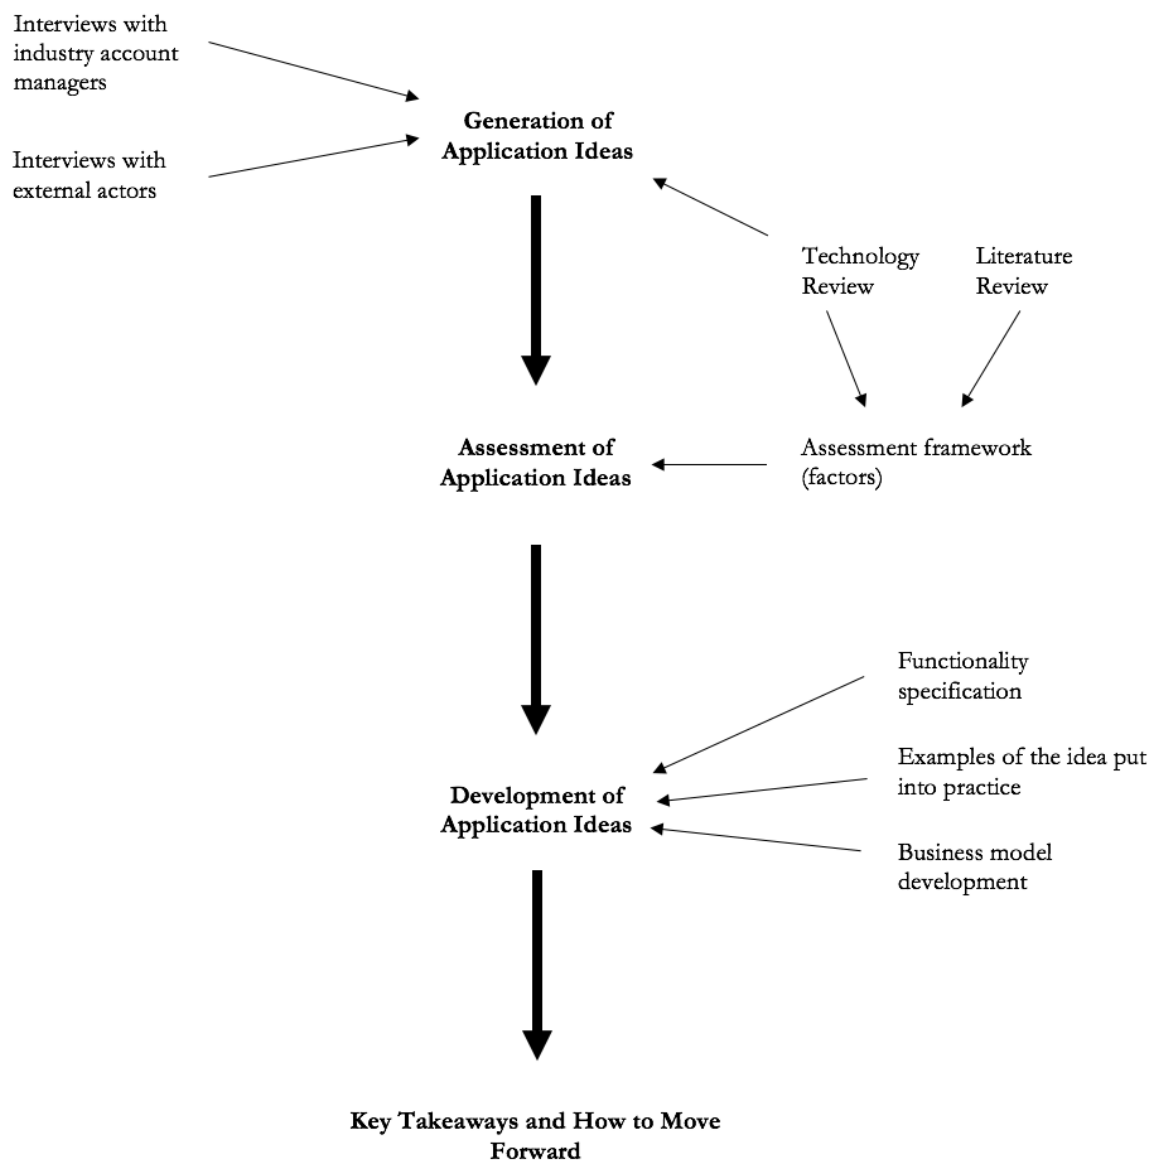 Interviews with
industry account
managers
Generation of
Application Ideas
Interviews with
external actors
Technology
Review
Literature
Review
Assessment of
Application Ideas
Assessment framework
(factors)
Functionality
specification
Examples of the idea put
into practice
Development of
Application Ideas
Business model
development
Key Takeaways and How to Move
Forward